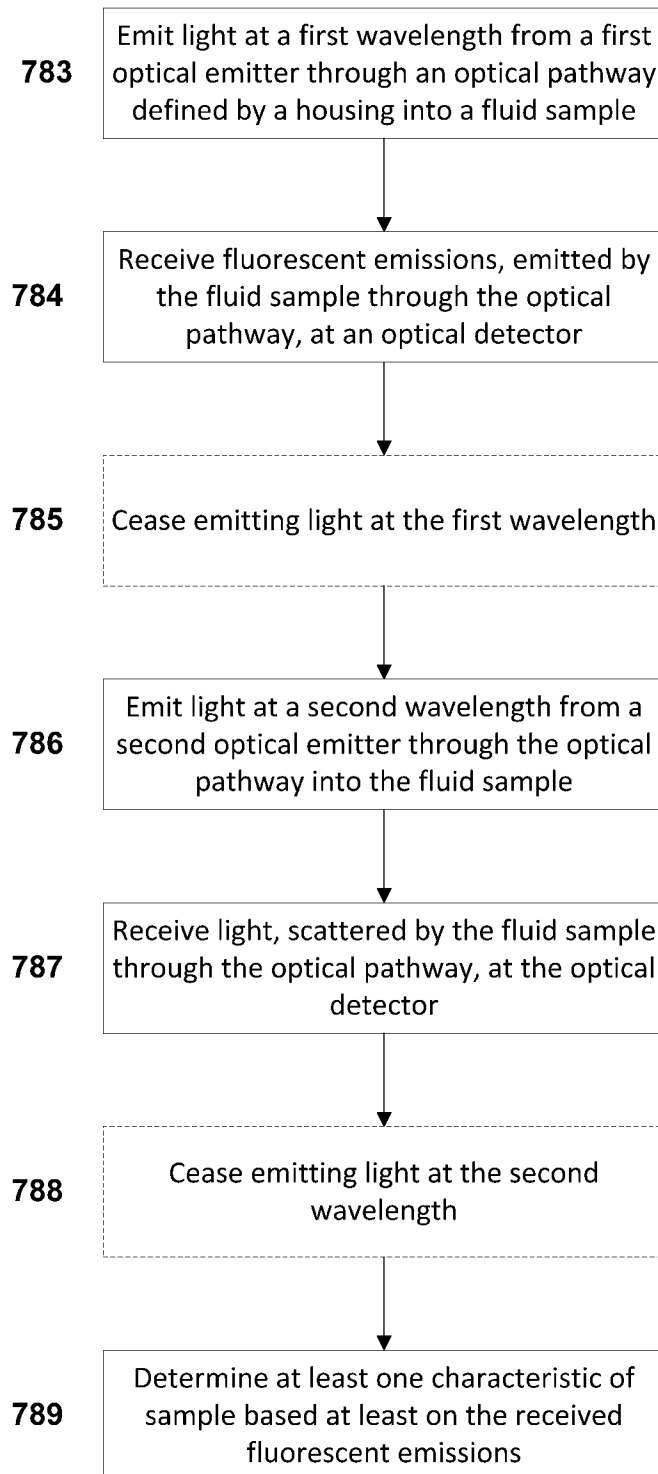 783
Emit light at a first wavelength from a first
optical emitter through an optical pathway
defined by a housing into a fluid sample
784
Receive fluorescent emissions, emitted by
the fluid sample through the optical
pathway, at an optical detector
785
Cease emitting light at the first wavelength
786
Emit light at a second wavelength from a
second optical emitter through the optical
pathway into the fluid sample
787
Receive light, scattered by the fluid sample
through the optical pathway, at the optical
detector
788
Cease emitting light at the second
wavelength
789
Determine at least one characteristic of
sample based at least on the received
fluorescent emissions